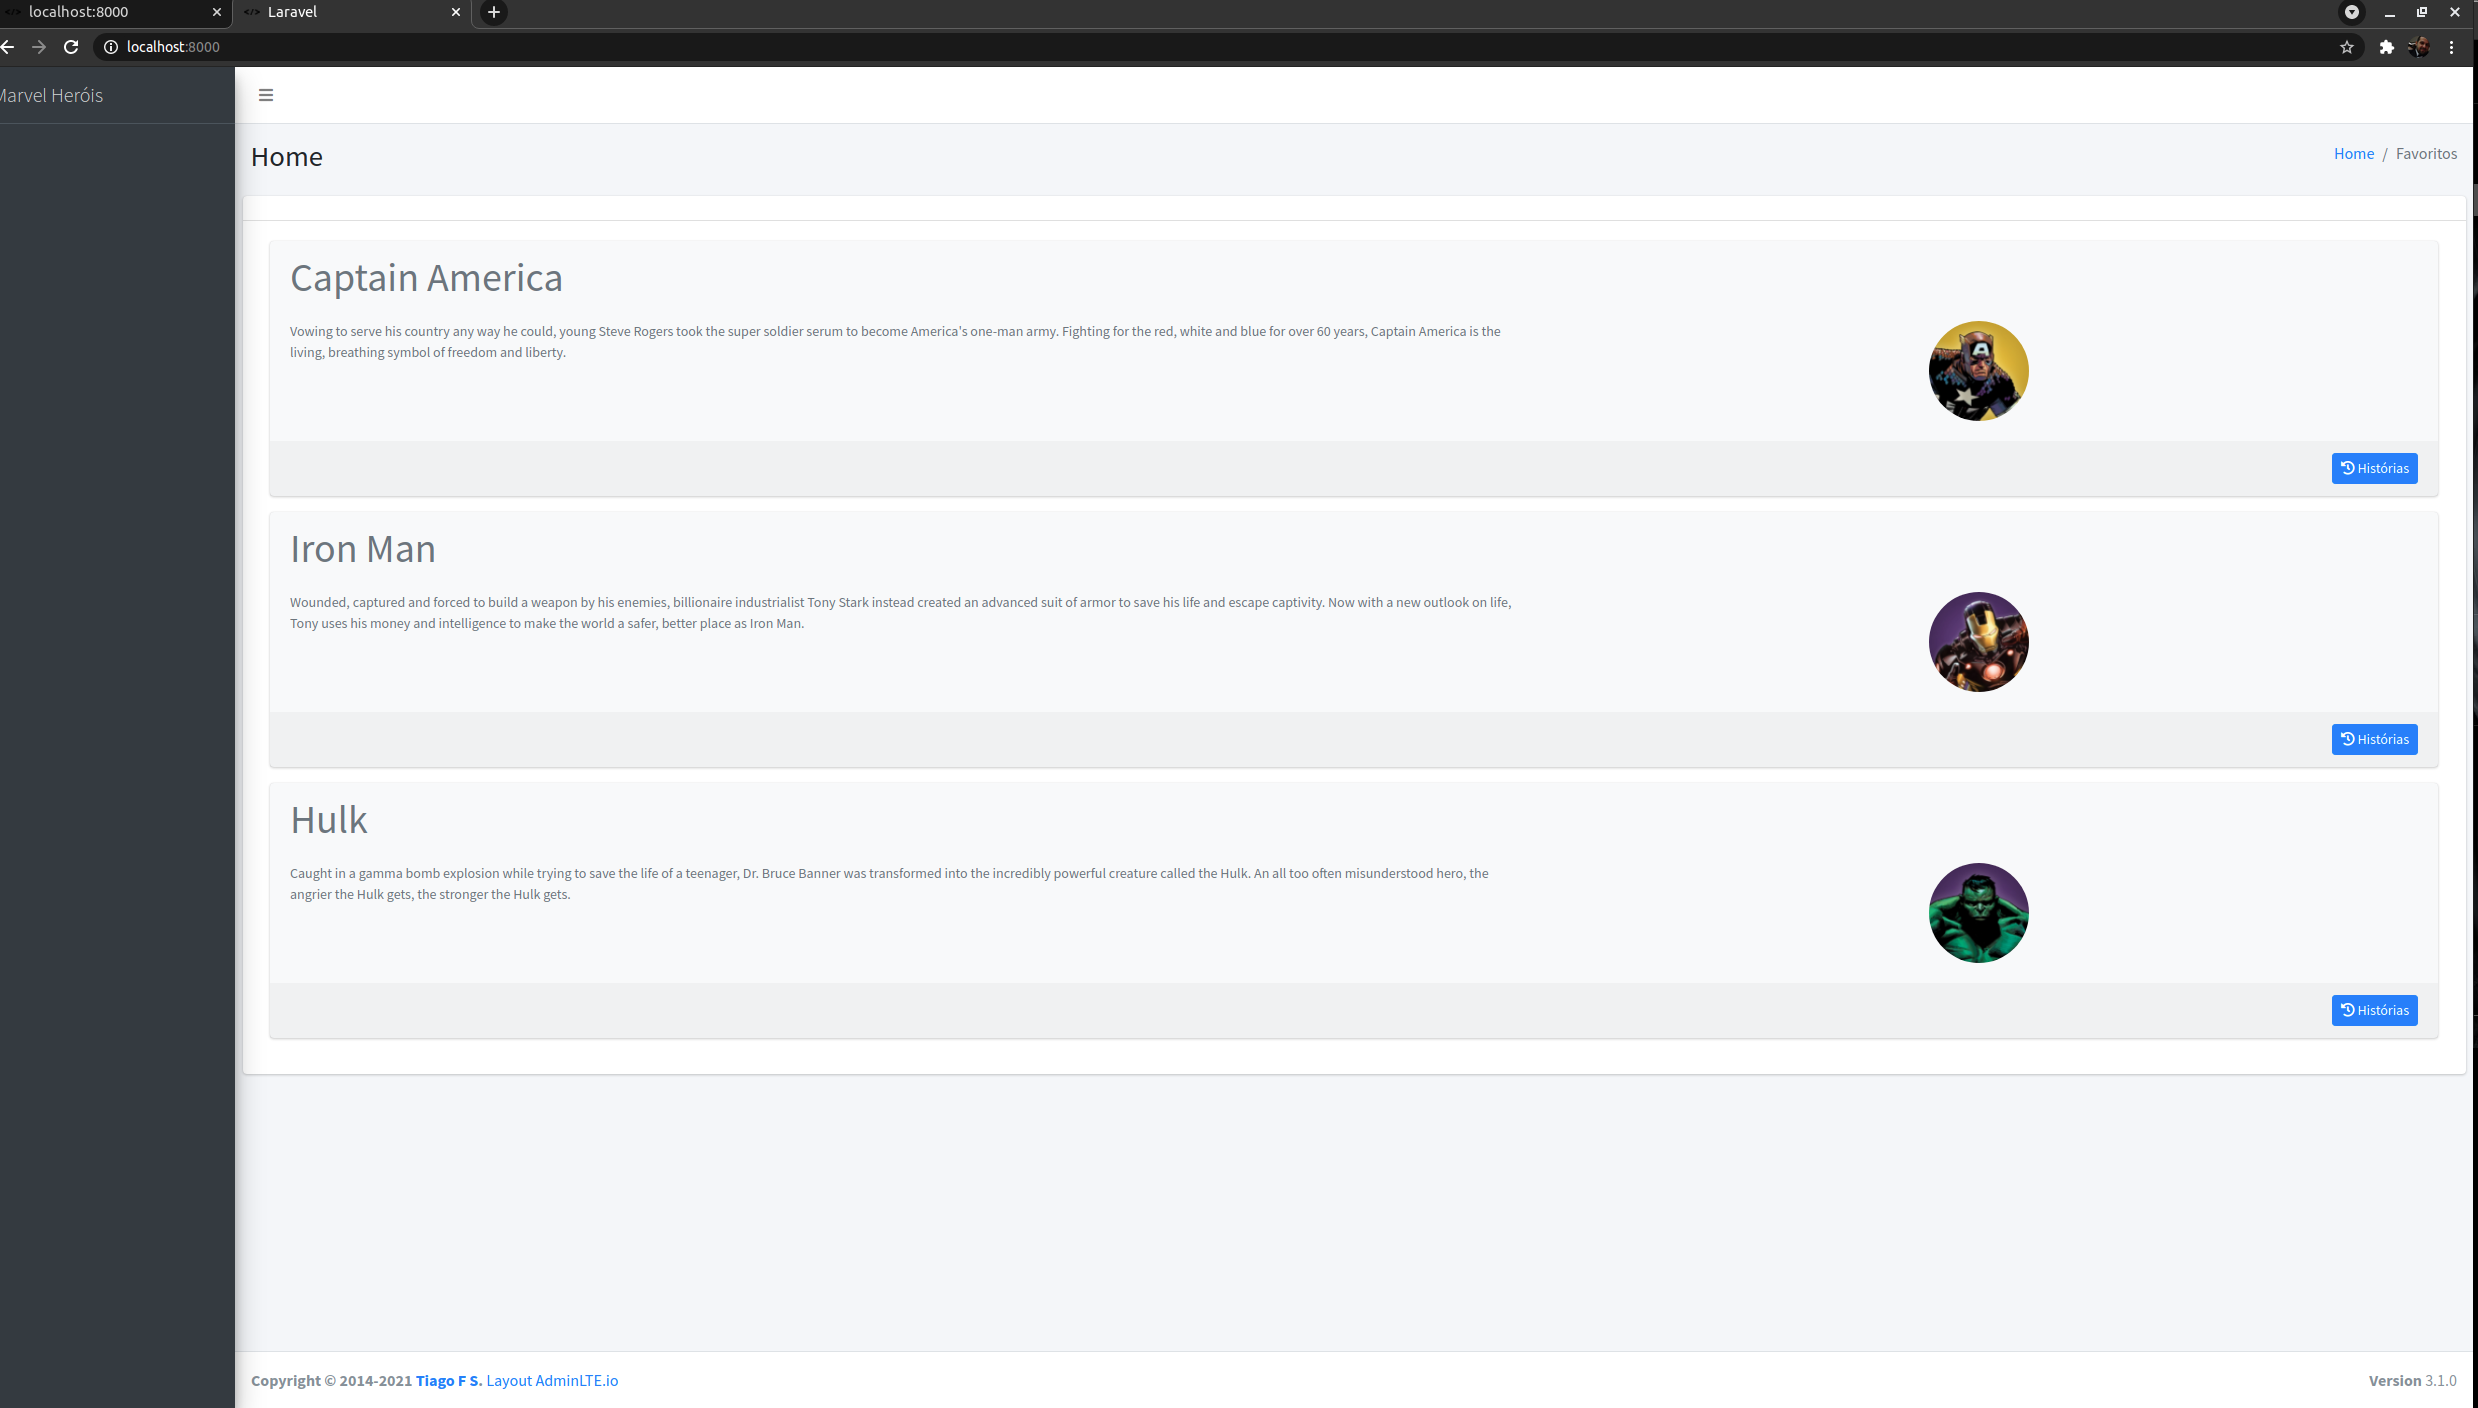 localhost:8000
Laravel
localhost:8000
Marvel Heróis
Home
Home / Favoritos
Captain America
Vowing to serve his country any way he could, young Steve Rogers took the super soldier serum to become America's one-man army. Fighting for the red, white and blue for over 60 years, Captain America is the
living, breathing symbol of freedom and liberty.
Histórias
Iron Man
Wounded, captured and forced to build a weapon by his enemies, billionaire industrialist Tony Stark instead created an advanced suit of armor to save his life and escape captivity. Now with a new outlook on life,
Tony uses his money and intelligence to make the world a safer, better place as Iron Man.
Histórias
Hulk
Caught in a gamma bomb explosion while trying to save the life of a teenager, Dr. Bruce Banner was transformed into the incredibly powerful creature called the Hulk. An all too often misunderstood hero, the
angrier the Hulk gets, the stronger the Hulk gets.
Histórias
Copyright © 2014-2021 Tiago F S. Layout AdminLTE.io
Version 3.1.0